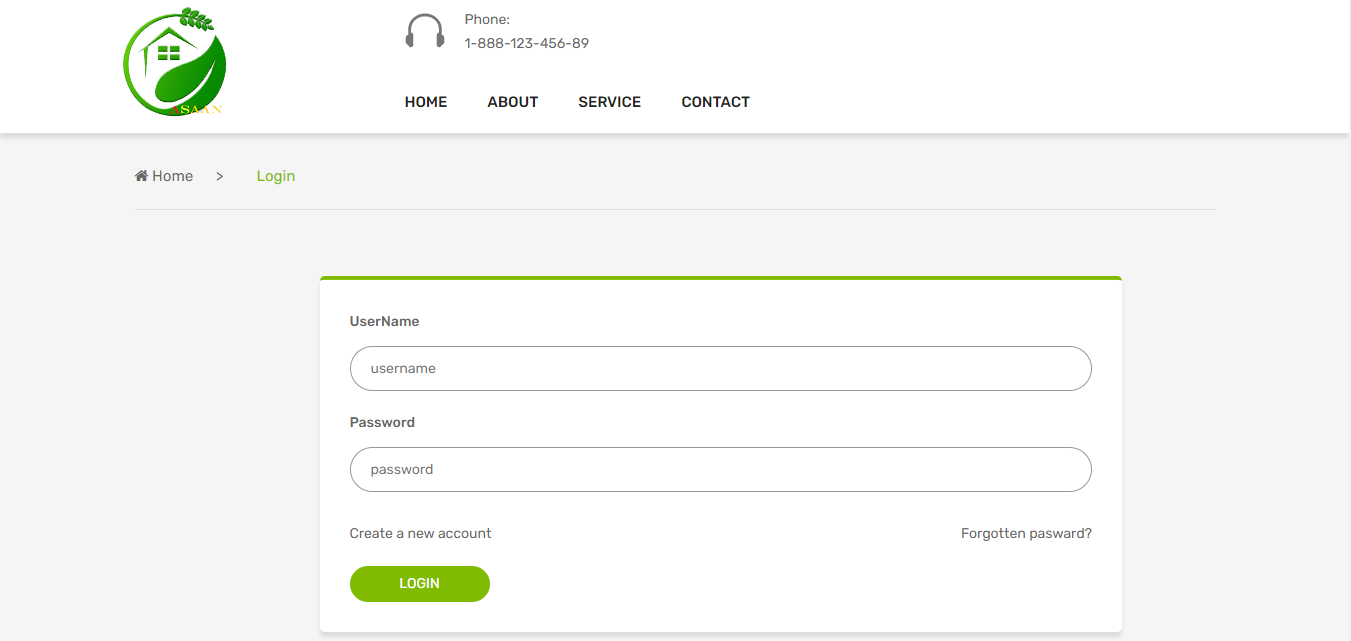 ASAAN
Phone:
1-888-123-456-89
HOME ABOUT SERVICE CONTACT
Home > Login
UserName
username
Password
password
Create a new account Forgotten pasward?
LOGIN